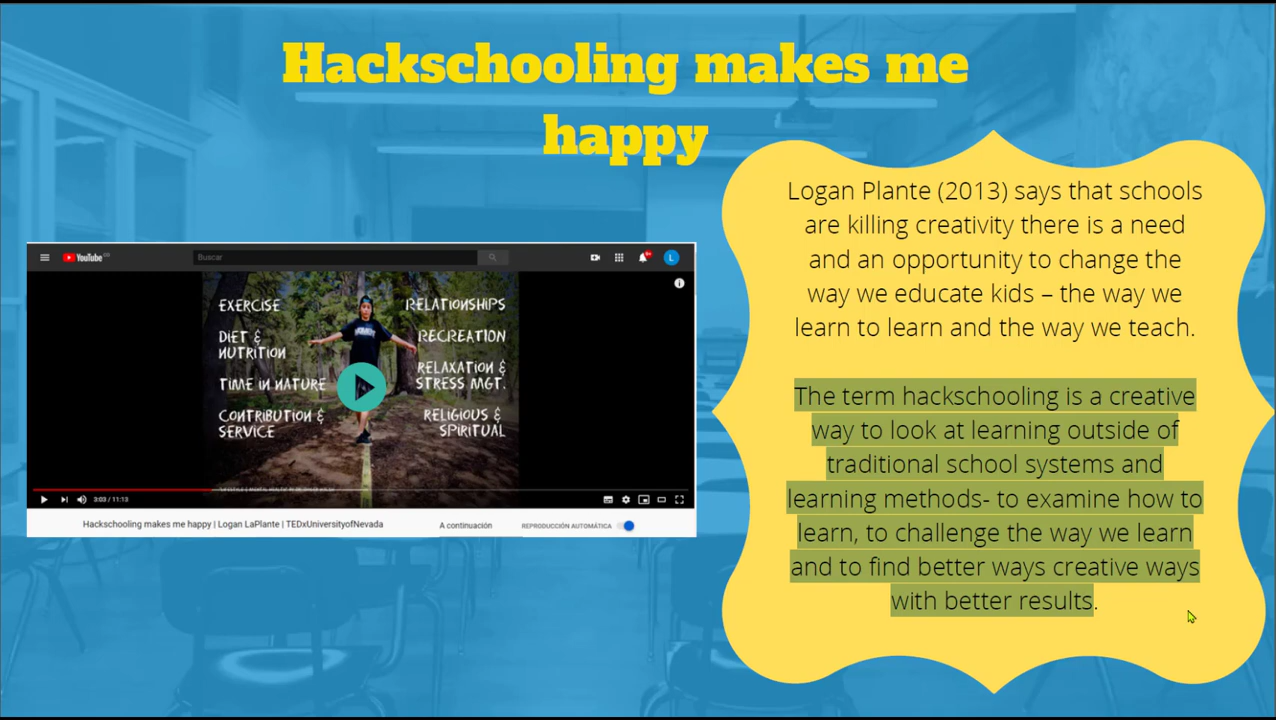 Hackschooling makes me
happy
Logan Plante (2013) says that schools
are killing creativity there is a need
and an opportunity to change the
way we educate kids – the way we
learn to learn and the way we teach.
The term hackschooling is a creative
way to look at learning outside of
traditional school systems and
learning methods- to examine how to
learn, to challenge the way we learn
and to find better ways creative ways
with better results.
YouTube
Buscar
L
EXERCISE
DIET &
NUTRITION
TIME IN NATURE
CONTRIBUTION &
SERVICE
RELATIONSHIPS
RECREATION
RELAXATION &
STRESS MGT.
RELIGIOUS &
SPIRITUAL
3:03 / 11:13
Hackschooling makes me happy | Logan LaPlante | TEDxUniversityofNevada
A continuación
REPRODUCCIÓN AUTOMÁTICA